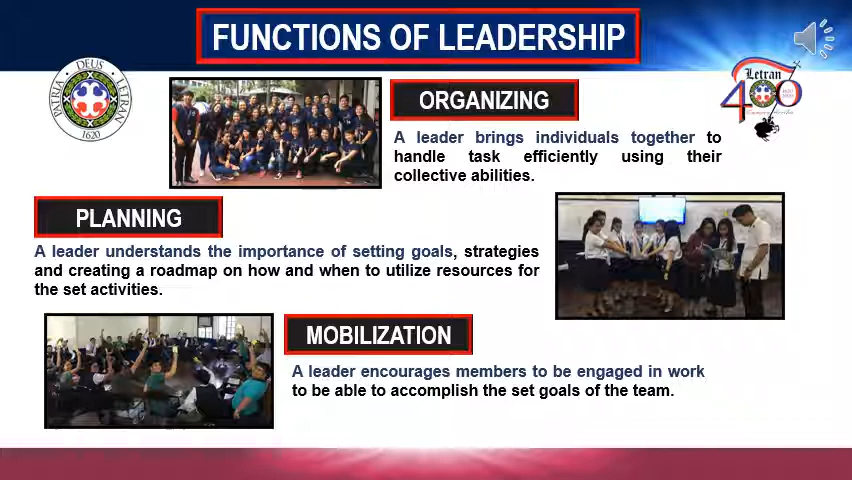 FUNCTIONS OF LEADERSHIP
PATRIA · DEUS · LETRAN
1620
Letran
400
ORGANIZING
A leader brings individuals together to
handle task efficiently using their
collective abilities.
PLANNING
A leader understands the importance of setting goals, strategies
and creating a roadmap on how and when to utilize resources for
the set activities.
MOBILIZATION
A leader encourages members to be engaged in work
to be able to accomplish the set goals of the team.